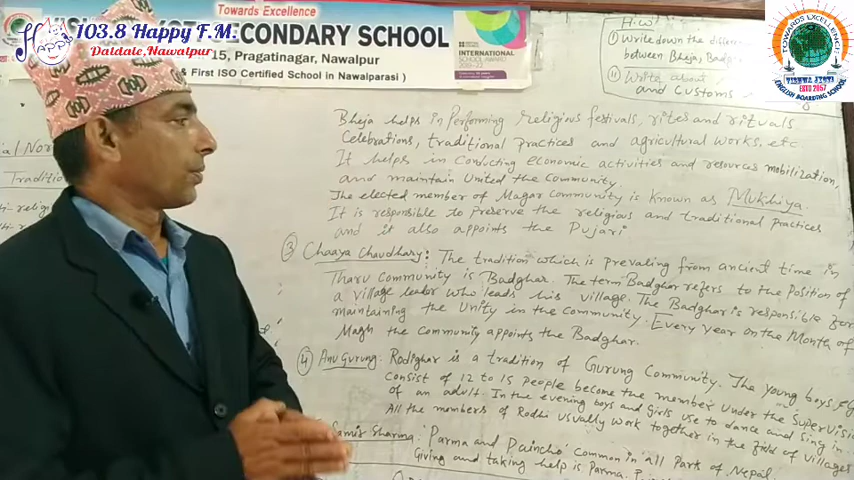 Towards Excellence
103.8 Happy F.M.
Daldale, Nawalpur
CONDARY SCHOOL
15, Pragatinagar, Nawalpur
First ISO Certified School in Nawalparasi )
INTERNATIONAL
SCHOOL AWARD
H.W
① Write down the
between Bheja, Badg
② Write about
and customs
TOWARDS EXCELLENCE
VISHWA JYOTI
ESTD 2057
ENGLISH BOARDING SCHOOL
Bheja helps in Performing religious festivals, rites and rituals
Celebrations, traditional practices and agricultural works. etc.
It helps in conducting economic activities and resources mobilization,
and maintain United the community.
The elected member of Magar community is known as Mukhiya.
It is responsible to preserve the religious and traditional practices
and it also appoints the Pujari
③ Chaaya Chaudhary: The tradition which is prevaling from ancient time in
Tharu community is Badghar. The term Badghar refers to the Position of
a village leader who leads his village. The Badghar is responsible for
maintaining the Unity in the community. Every year on the Month of
Magh the community appoints the Badghar.
④ Anu Gurung: Rodighar is a tradition of Gurung Community. The young boys
consist of 12 to 15 people become the member under the supervisi
of an adult. In the evening boys and girls use to dance and sing in
All the members of Rodhi usually work together in the field of villages
Samir Sharma: Parma and Daincho common in all Part of Nepal.
Giving and taking help is Parma.